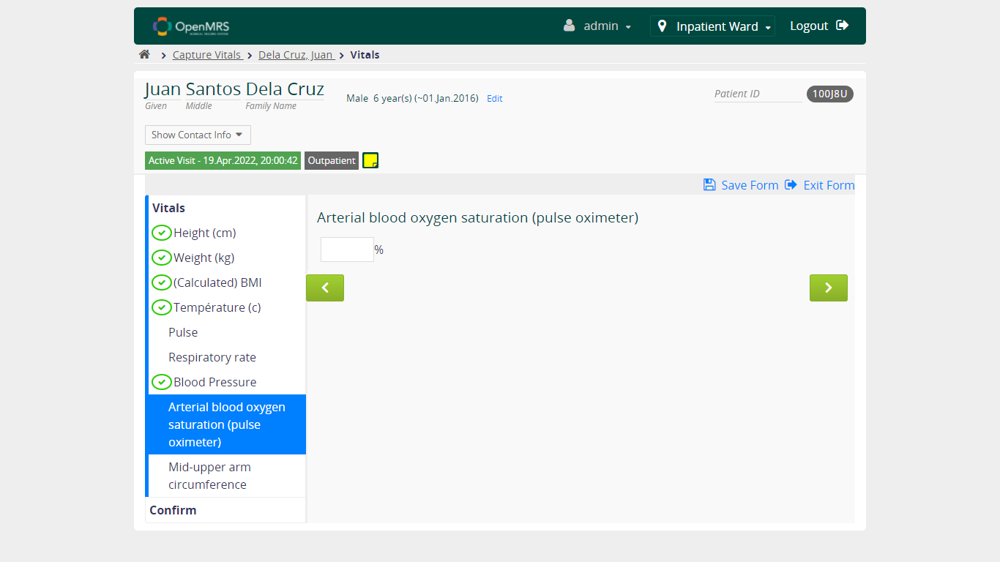 OpenMRS
admin
Inpatient Ward
Logout
Capture Vitals
Dela Cruz, Juan
Vitals
Juan Santos Dela Cruz
Given Middle Family Name
Male 6 year(s) (~01.Jan.2016) Edit
Patient ID 100J8U
Show Contact Info
Active Visit - 19.Apr.2022, 20:00:42 Outpatient
Save Form Exit Form
Vitals
Height (cm)
Weight (kg)
(Calculated) BMI
Température (c)
Pulse
Respiratory rate
Blood Pressure
Arterial blood oxygen
saturation (pulse
oximeter)
Mid-upper arm
circumference
Confirm
Arterial blood oxygen saturation (pulse oximeter)
%